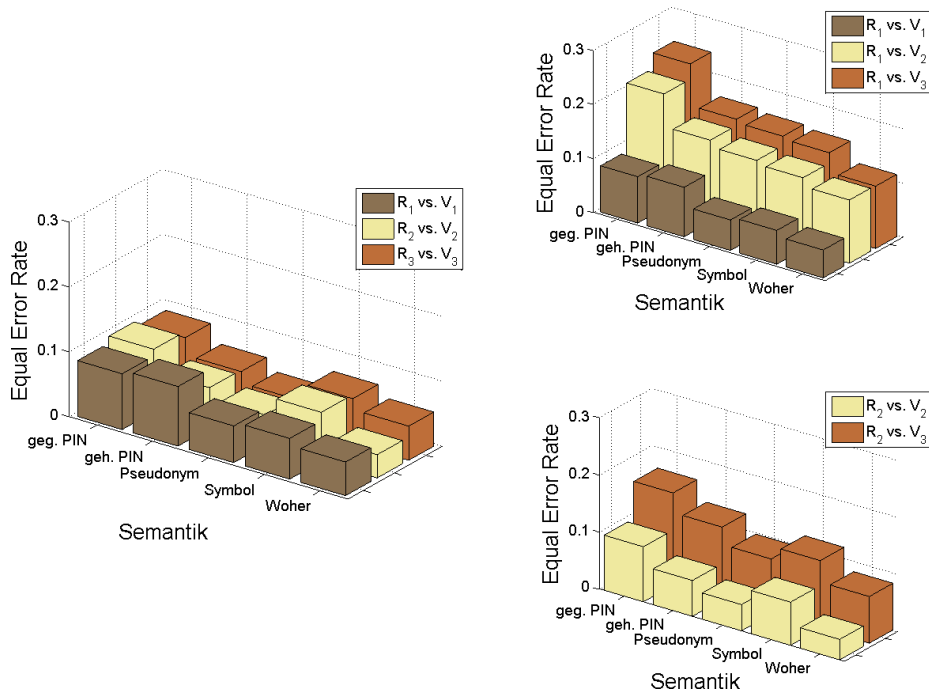 0.3
0.2
0.1
0
Equal Error Rate
geg. PIN
geh. PIN
Pseudonym
Symbol
Woher
Semantik
R₁ vs. V₁
R₂ vs. V₂
R₃ vs. V₃
0.3
0.2
0.1
0
Equal Error Rate
geg. PIN
geh. PIN
Pseudonym
Symbol
Woher
Semantik
R₁ vs. V₁
R₁ vs. V₂
R₁ vs. V₃
0.3
0.2
0.1
0
Equal Error Rate
geg. PIN
geh. PIN
Pseudonym
Symbol
Woher
Semantik
R₂ vs. V₂
R₂ vs. V₃